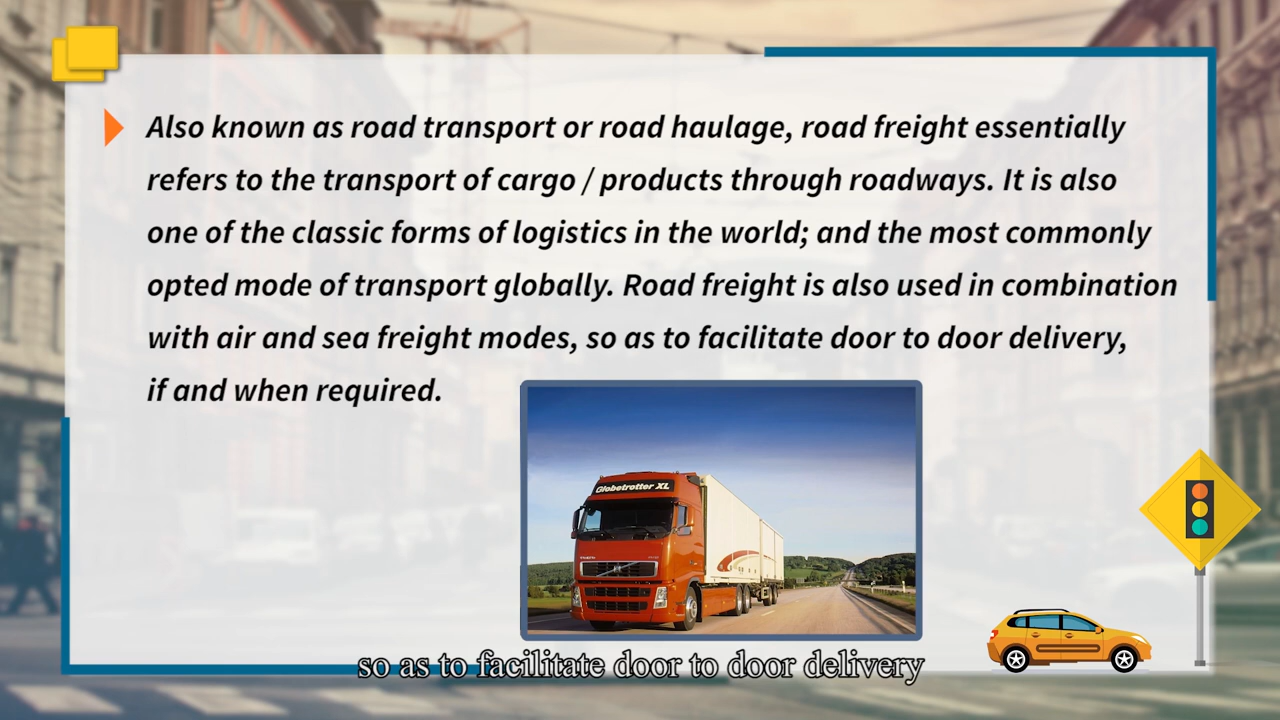 Also known as road transport or road haulage, road freight essentially
refers to the transport of cargo / products through roadways. It is also
one of the classic forms of logistics in the world; and the most commonly
opted mode of transport globally. Road freight is also used in combination
with air and sea freight modes, so as to facilitate door to door delivery,
if and when required.
Globetrotter XL
so as to facilitate door to door delivery